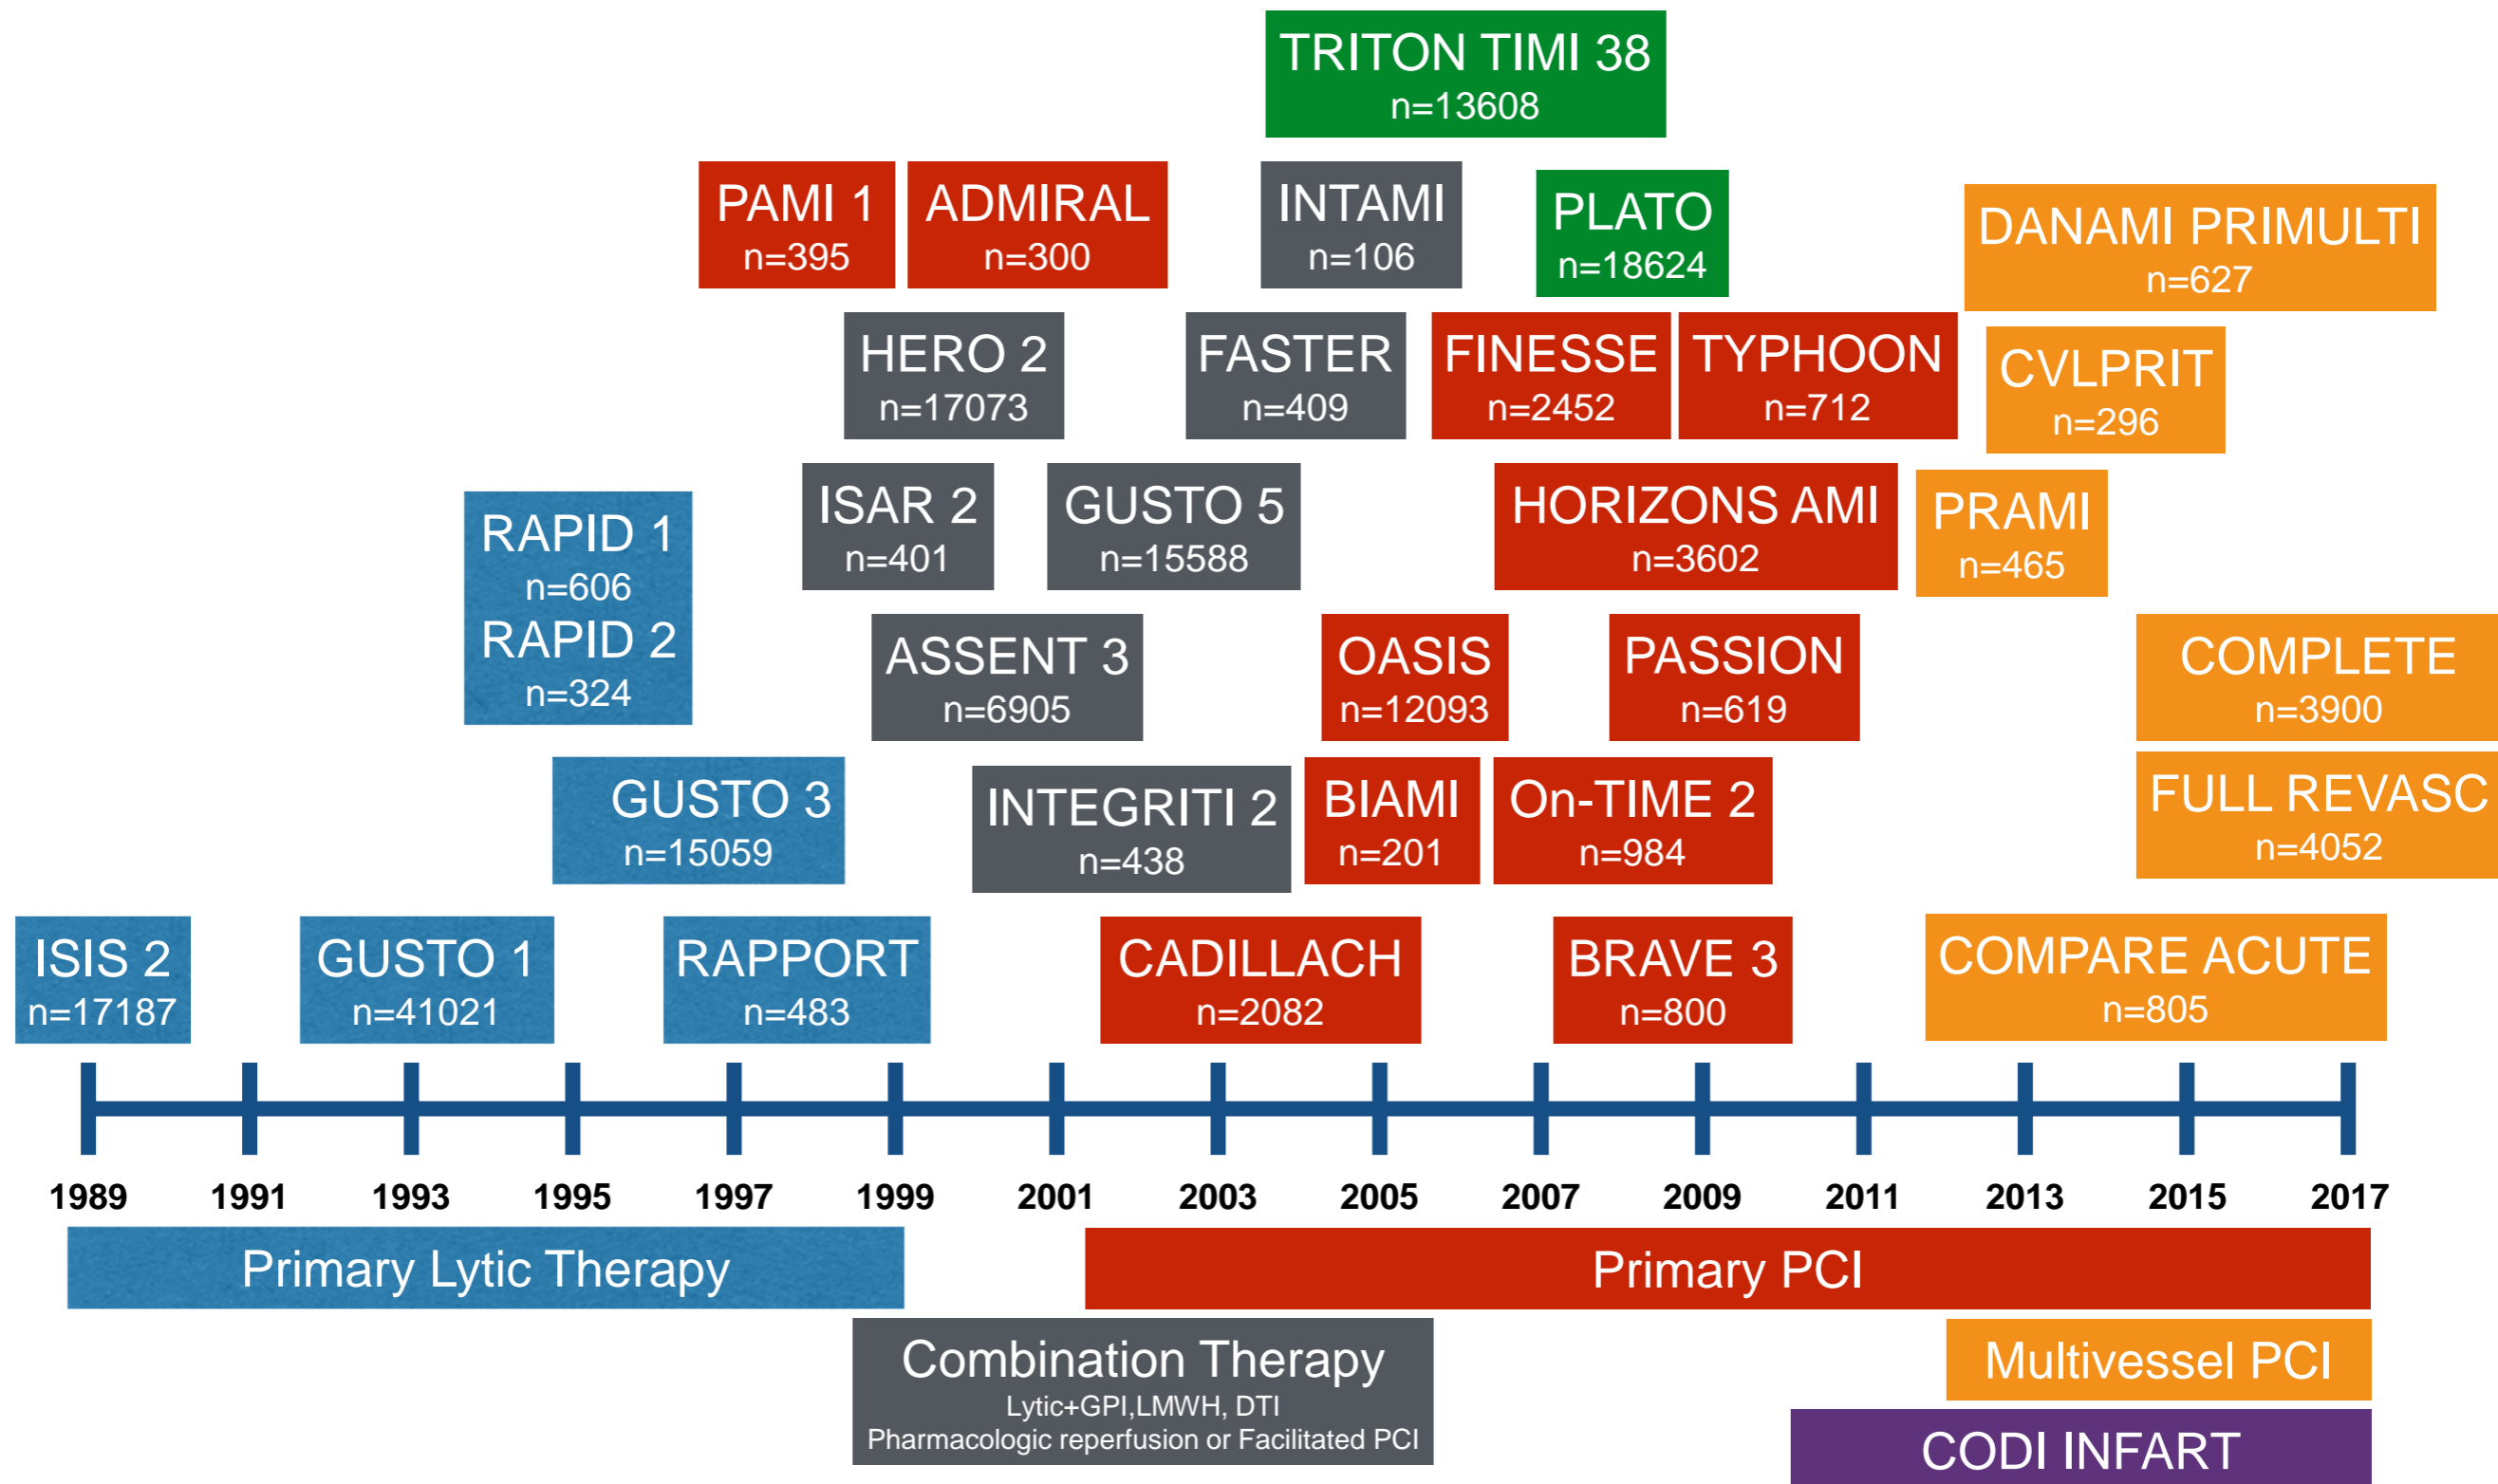 TRITON TIMI 38
n=13608
PAMI 1
n=395
ADMIRAL
n=300
INTAMI
n=106
PLATO
n=18624
DANAMI PRIMULTI
n=627
HERO 2
n=17073
FASTER
n=409
FINESSE
n=2452
TYPHOON
n=712
CVLPRIT
n=296
RAPID 1
n=606
RAPID 2
n=324
ISAR 2
n=401
GUSTO 5
n=15588
HORIZONS AMI
n=3602
PRAMI
n=465
ASSENT 3
n=6905
OASIS
n=12093
PASSION
n=619
COMPLETE
n=3900
GUSTO 3
n=15059
INTEGRITI 2
n=438
BIAMI
n=201
On-TIME 2
n=984
FULL REVASC
n=4052
ISIS 2
n=17187
GUSTO 1
n=41021
RAPPORT
n=483
CADILLACH
n=2082
BRAVE 3
n=800
COMPARE ACUTE
n=805
1989 1991 1993 1995 1997 1999 2001 2003 2005 2007 2009 2011 2013 2015 2017
Primary Lytic Therapy
Primary PCI
Combination Therapy
Lytic+GPI,LMWH, DTI
Pharmacologic reperfusion or Facilitated PCI
Multivessel PCI
CODI INFART